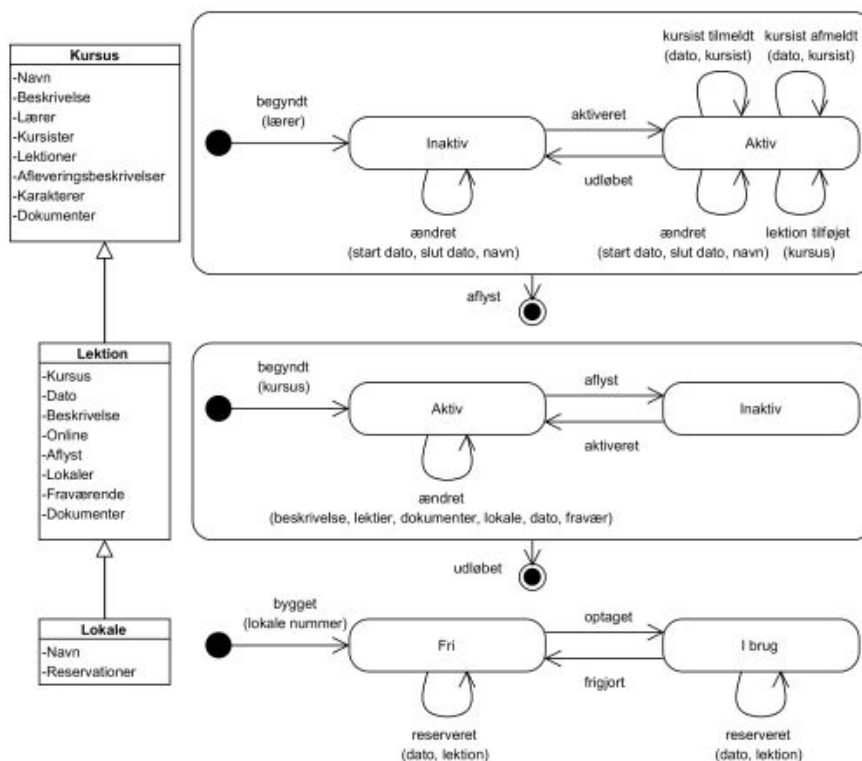 Kursus
-Navn
-Beskrivelse
-Lærer
-Kursister
-Lektioner
-Afleveringsbeskrivelser
-Karakterer
-Dokumenter
begyndt
(lærer)
Inaktiv
ændret
(start dato, slut dato, navn)
aktiveret
udløbet
kursist tilmeldt
(dato, kursist)
kursist afmeldt
(dato, kursist)
Aktiv
ændret
(start dato, slut dato, navn)
lektion tilføjet
(kursus)
aflyst
Lektion
-Kursus
-Dato
-Beskrivelse
-Online
-Aflyst
-Lokaler
-Fraværende
-Dokumenter
begyndt
(kursus)
Aktiv
aflyst
aktiveret
Inaktiv
ændret
(beskrivelse, lektier, dokumenter, lokale, dato, fravær)
udløbet
Lokale
-Navn
-Reservationer
bygget
(lokale nummer)
Fri
optaget
frigjort
I brug
reserveret
(dato, lektion)
reserveret
(dato, lektion)